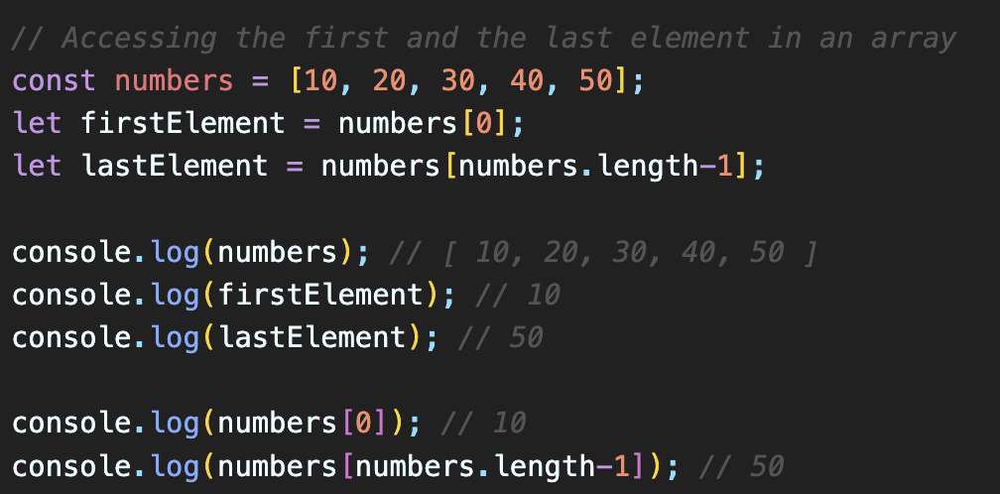 // Accessing the first and the last element in an array
const numbers = [10, 20, 30, 40, 50];
let firstElement = numbers[0];
let lastElement = numbers[numbers.length-1];
console.log(numbers); // [ 10, 20, 30, 40, 50 ]
console.log(firstElement); // 10
console.log(lastElement); // 50
console.log(numbers[0]); // 10
console.log(numbers[numbers.length-1]); // 50